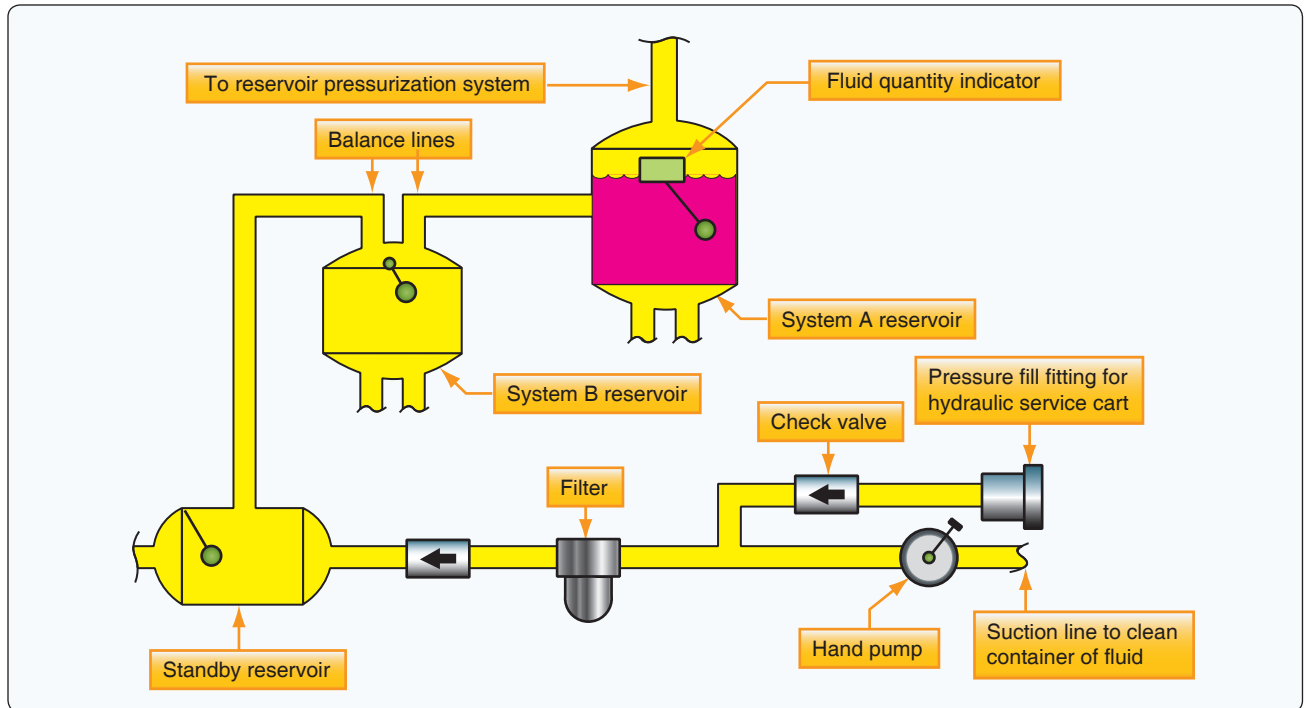 To reservoir pressurization system
Fluid quantity indicator
Balance lines
System A reservoir
System B reservoir
Pressure fill fitting for
hydraulic service cart
Check valve
Filter
Hand pump
Suction line to clean
container of fluid
Standby reservoir